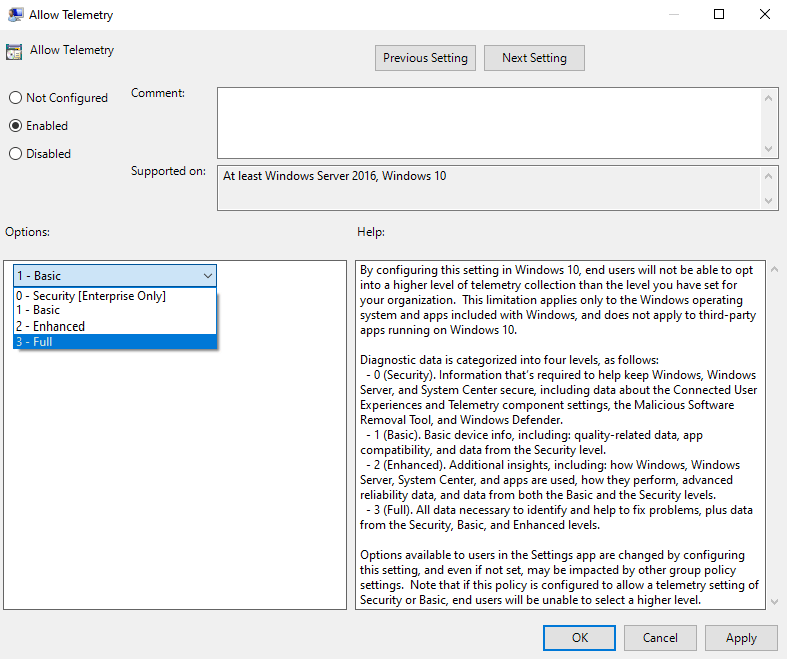 Allow Telemetry
Allow Telemetry
Previous Setting
Next Setting
Not Configured
Enabled
Disabled
Comment:
Supported on:
At least Windows Server 2016, Windows 10
Options:
Help:
1 - Basic
0 - Security [Enterprise Only]
1 - Basic
2 - Enhanced
3 - Full
By configuring this setting in Windows 10, end users will not be able to opt
into a higher level of telemetry collection than the level you have set for
your organization.  This limitation applies only to the Windows operating
system and apps included with Windows, and does not apply to third-party
apps running on Windows 10.
Diagnostic data is categorized into four levels, as follows:
- 0 (Security). Information that's required to help keep Windows, Windows
Server, and System Center secure, including data about the Connected User
Experiences and Telemetry component settings, the Malicious Software
Removal Tool, and Windows Defender.
- 1 (Basic). Basic device info, including: quality-related data, app
compatibility, and data from the Security level.
- 2 (Enhanced). Additional insights, including: how Windows, Windows
Server, System Center, and apps are used, how they perform, advanced
reliability data, and data from both the Basic and the Security levels.
- 3 (Full). All data necessary to identify and help to fix problems, plus data
from the Security, Basic, and Enhanced levels.
Options available to users in the Settings app are changed by configuring
this setting, and even if not set, may be impacted by other group policy
settings.  Note that if this policy is configured to allow a telemetry setting of
Security or Basic, end users will be unable to select a higher level.
OK
Cancel
Apply